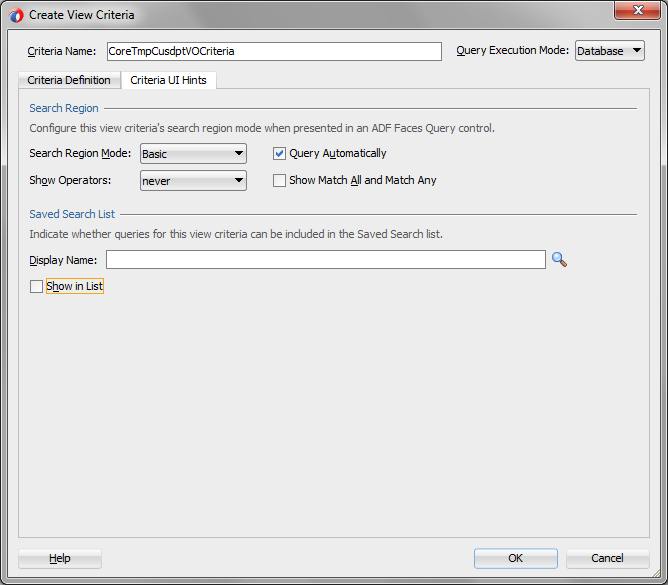 Create View Criteria
Criteria Name: CoreTmpCusdptVOCriteria Query Execution Mode: Database
Criteria Definition Criteria UI Hints
Search Region
Configure this view criteria's search region mode when presented in an ADF Faces Query control.
Search Region Mode: Basic Query Automatically
Show Operators: never Show Match All and Match Any
Saved Search List
Indicate whether queries for this view criteria can be included in the Saved Search list.
Display Name:
Show in List
Help OK Cancel